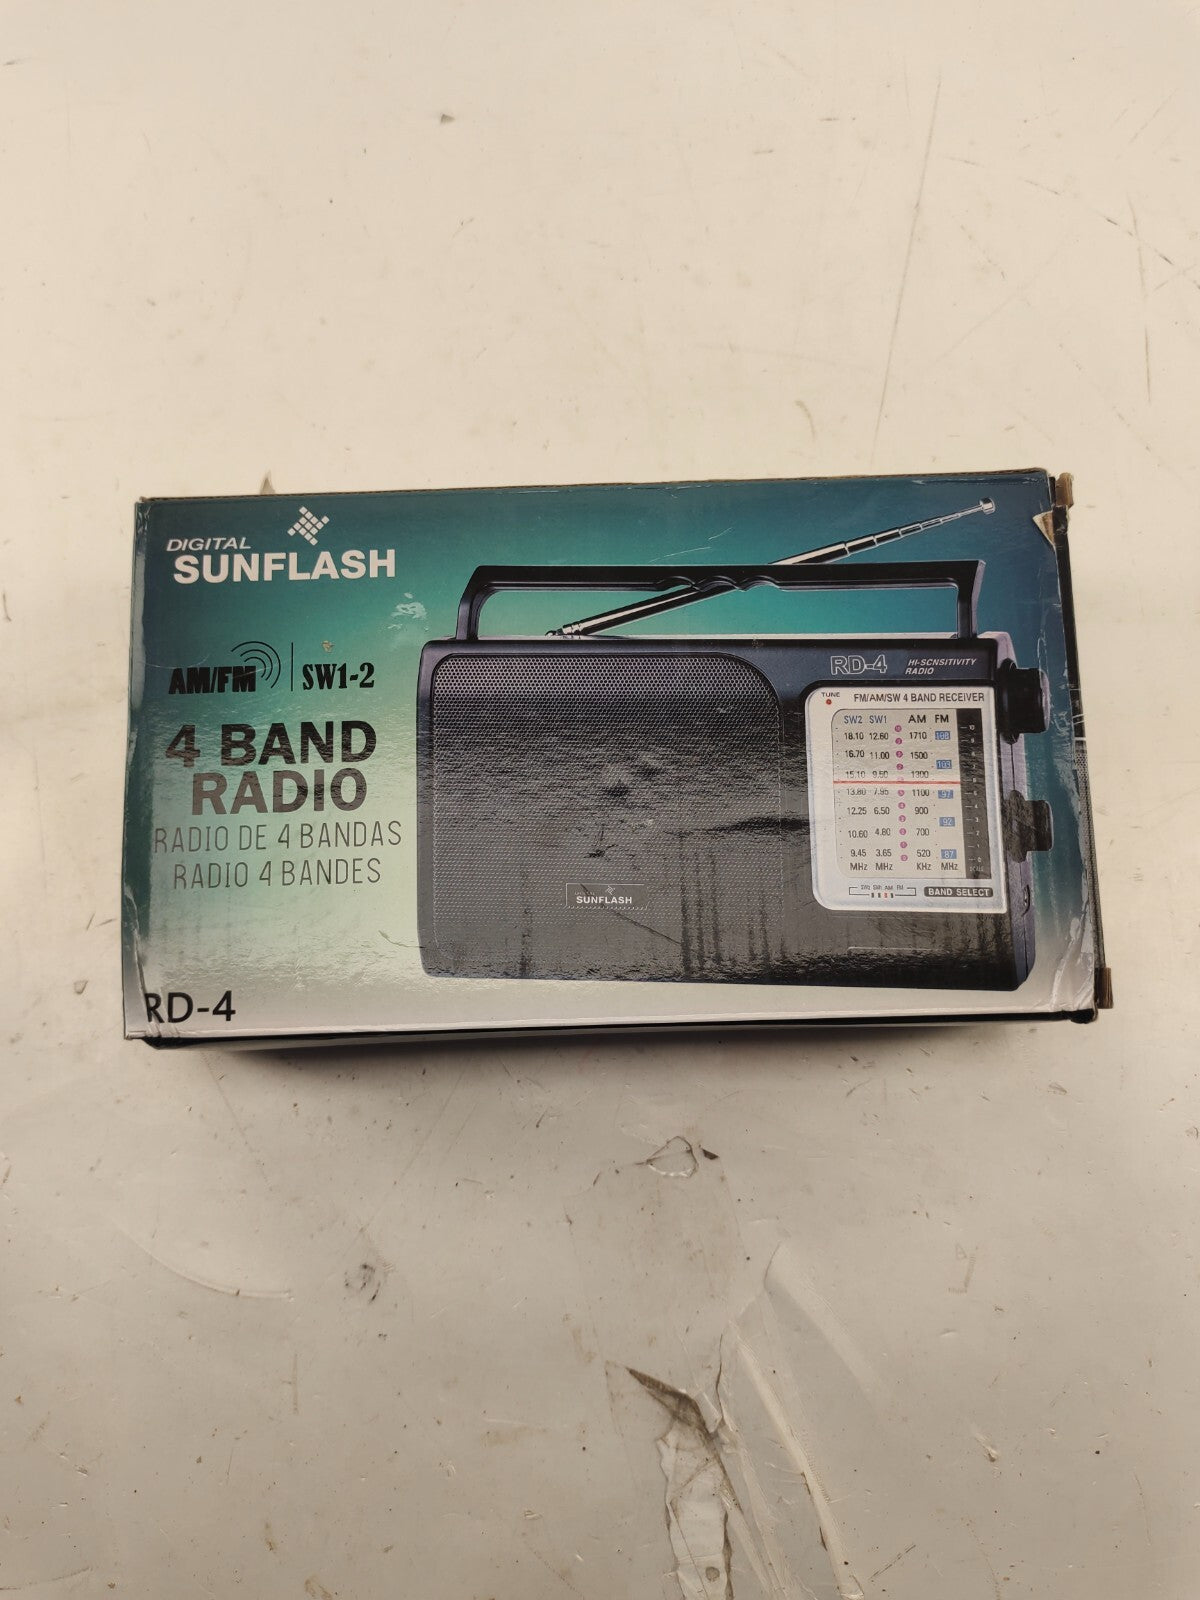 DIGITAL
SUNFLASH
AM/FM | SW1-2
4 BAND
RADIO
RADIO DE 4 BANDAS
RADIO 4 BANDES
RD-4
RD-4 HI-SCNSITIVITY
RADIO
TUNE FM/AM/SW 4 BAND RECEIVER
SW2 SW1 AM FM
18.10 12.60 1710 108
16.70 11.00 1500
103
15.10 9.50 1300
13.80 7.95 1100 97
12.25 6.50 900
92
10.60 4.80 700
9.45 3.65 520 87
MHz MHz KHz MHz
SW2 SW1 AM FM BAND SELECT
SUNFLASH